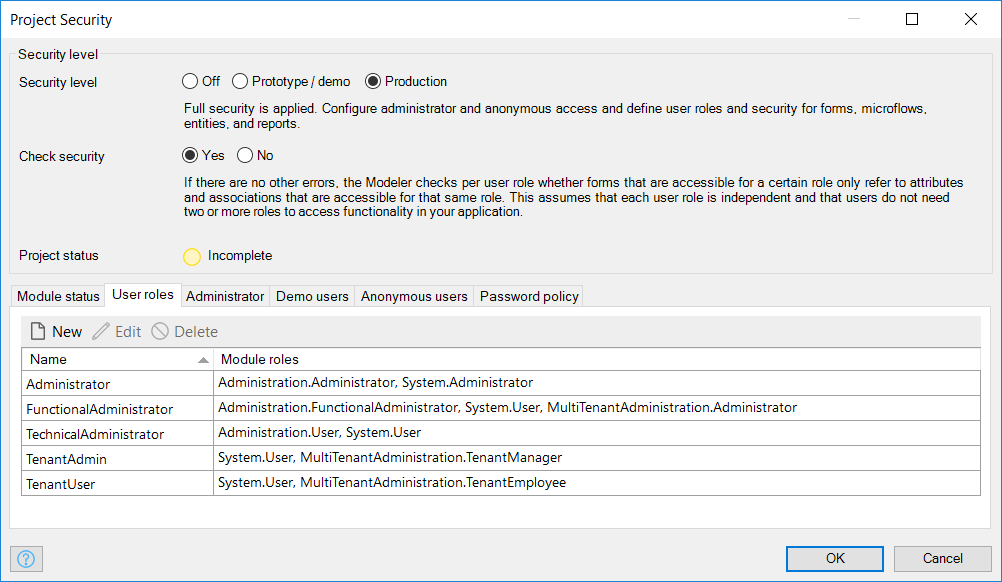 Project Security
Security level
Security level Off Prototype / demo Production
Full security is applied. Configure administrator and anonymous access and define user roles and security for forms, microflows,
entities, and reports.
Check security Yes No
If there are no other errors, the Modeler checks per user role whether forms that are accessible for a certain role only refer to attributes
and associations that are accessible for that same role. This assumes that each user role is independent and that users do not need
two or more roles to access functionality in your application.
Project status Incomplete
Module status User roles Administrator Demo users Anonymous users Password policy
New Edit Delete
Name Module roles
Administrator Administration.Administrator, System.Administrator
FunctionalAdministrator Administration.FunctionalAdministrator, System.User, MultiTenantAdministration.Administrator
TechnicalAdministrator Administration.User, System.User
TenantAdmin System.User, MultiTenantAdministration.TenantManager
TenantUser System.User, MultiTenantAdministration.TenantEmployee
? OK Cancel